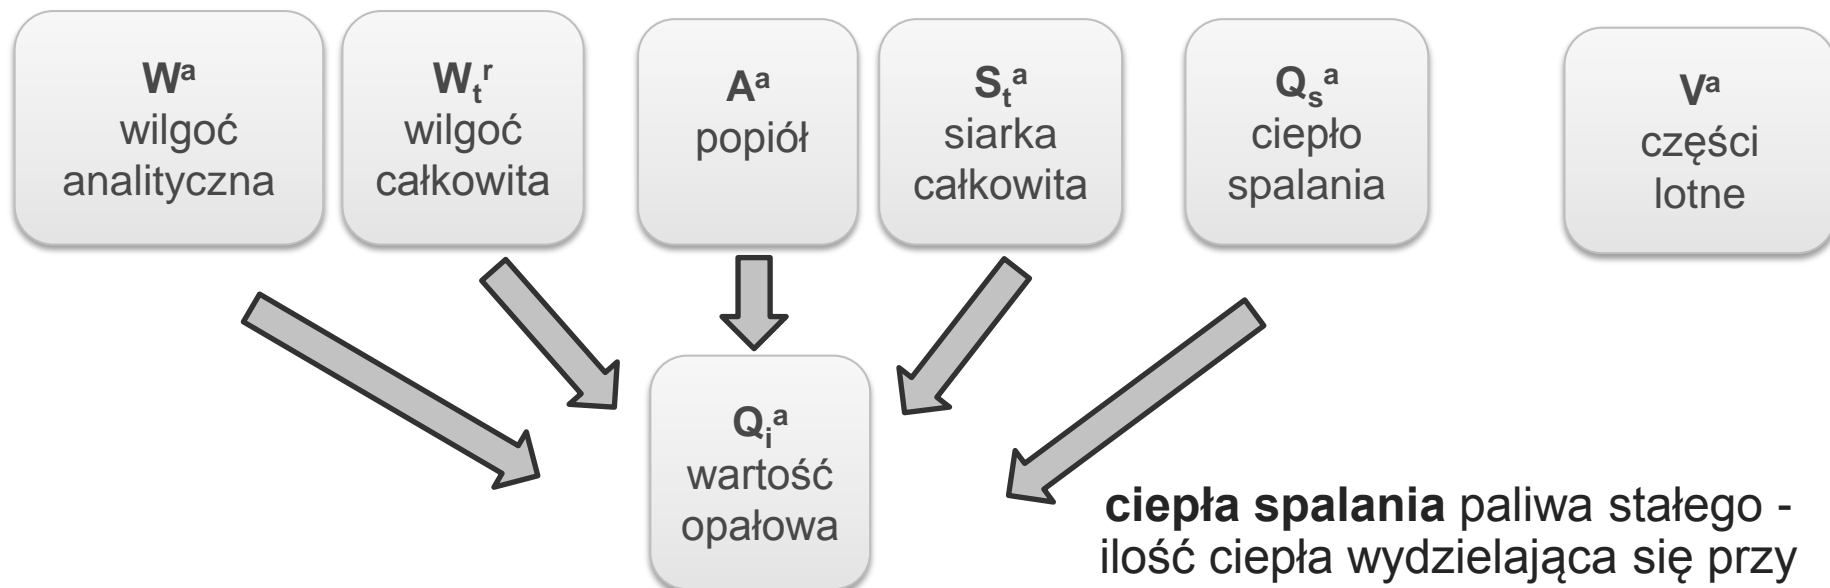 Wᵃ
wilgoć
analityczna
Wₜʳ
wilgoć
całkowita
Aᵃ
popiół
Sₜᵃ
siarka
całkowita
Qₛᵃ
ciepło
spalania
Vᵃ
części
lotne
Qᵢᵃ
wartość
opałowa
ciepła spalania paliwa stałego -
ilość ciepła wydzielająca się przy